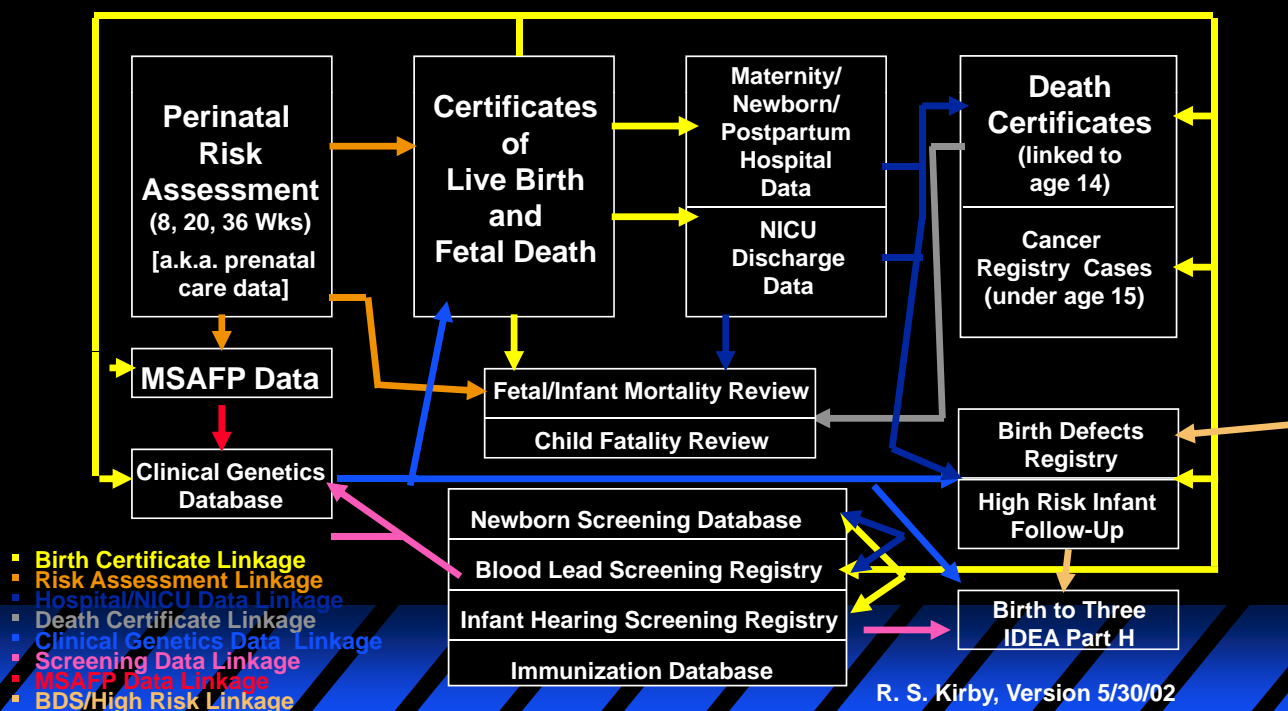 Perinatal
Risk
Assessment
(8, 20, 36 Wks)
[a.k.a. prenatal
care data]
Certificates
of
Live Birth
and
Fetal Death
Maternity/
Newborn/
Postpartum
Hospital
Data
NICU
Discharge
Data
Death
Certificates
(linked to
age 14)
Cancer
Registry Cases
(under age 15)
MSAFP Data
Fetal/Infant Mortality Review
Child Fatality Review
Clinical Genetics
Database
Birth Defects
Registry
High Risk Infant
Follow-Up
Newborn Screening Database
Blood Lead Screening Registry
Infant Hearing Screening Registry
Immunization Database
Birth to Three
IDEA Part H
Birth Certificate Linkage
Risk Assessment Linkage
Hospital/NICU Data Linkage
Death Certificate Linkage
Clinical Genetics Data Linkage
Screening Data Linkage
MSAFP Data Linkage
BDS/High Risk Linkage
R. S. Kirby, Version 5/30/02